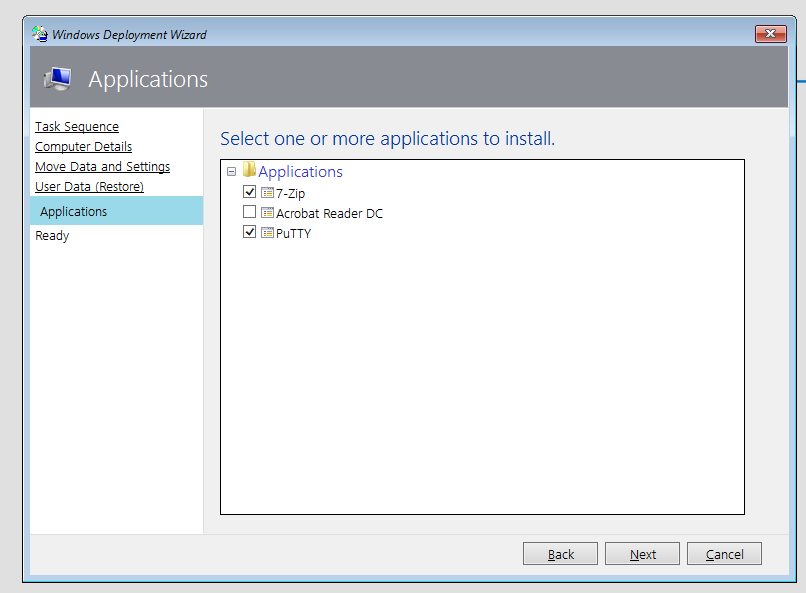 Windows Deployment Wizard
Applications
Task Sequence
Computer Details
Move Data and Settings
User Data (Restore)
Applications
Ready
Select one or more applications to install.
Applications
7-Zip
Acrobat Reader DC
PuTTY
Back
Next
Cancel